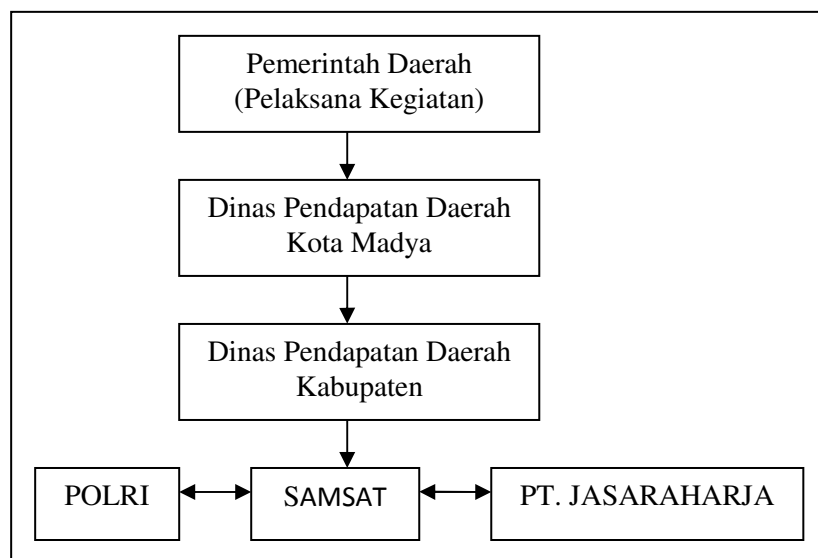 Pemerintah Daerah
(Pelaksana Kegiatan)
Dinas Pendapatan Daerah
Kota Madya
Dinas Pendapatan Daerah
Kabupaten
POLRI
SAMSAT
PT. JASARAHARJA